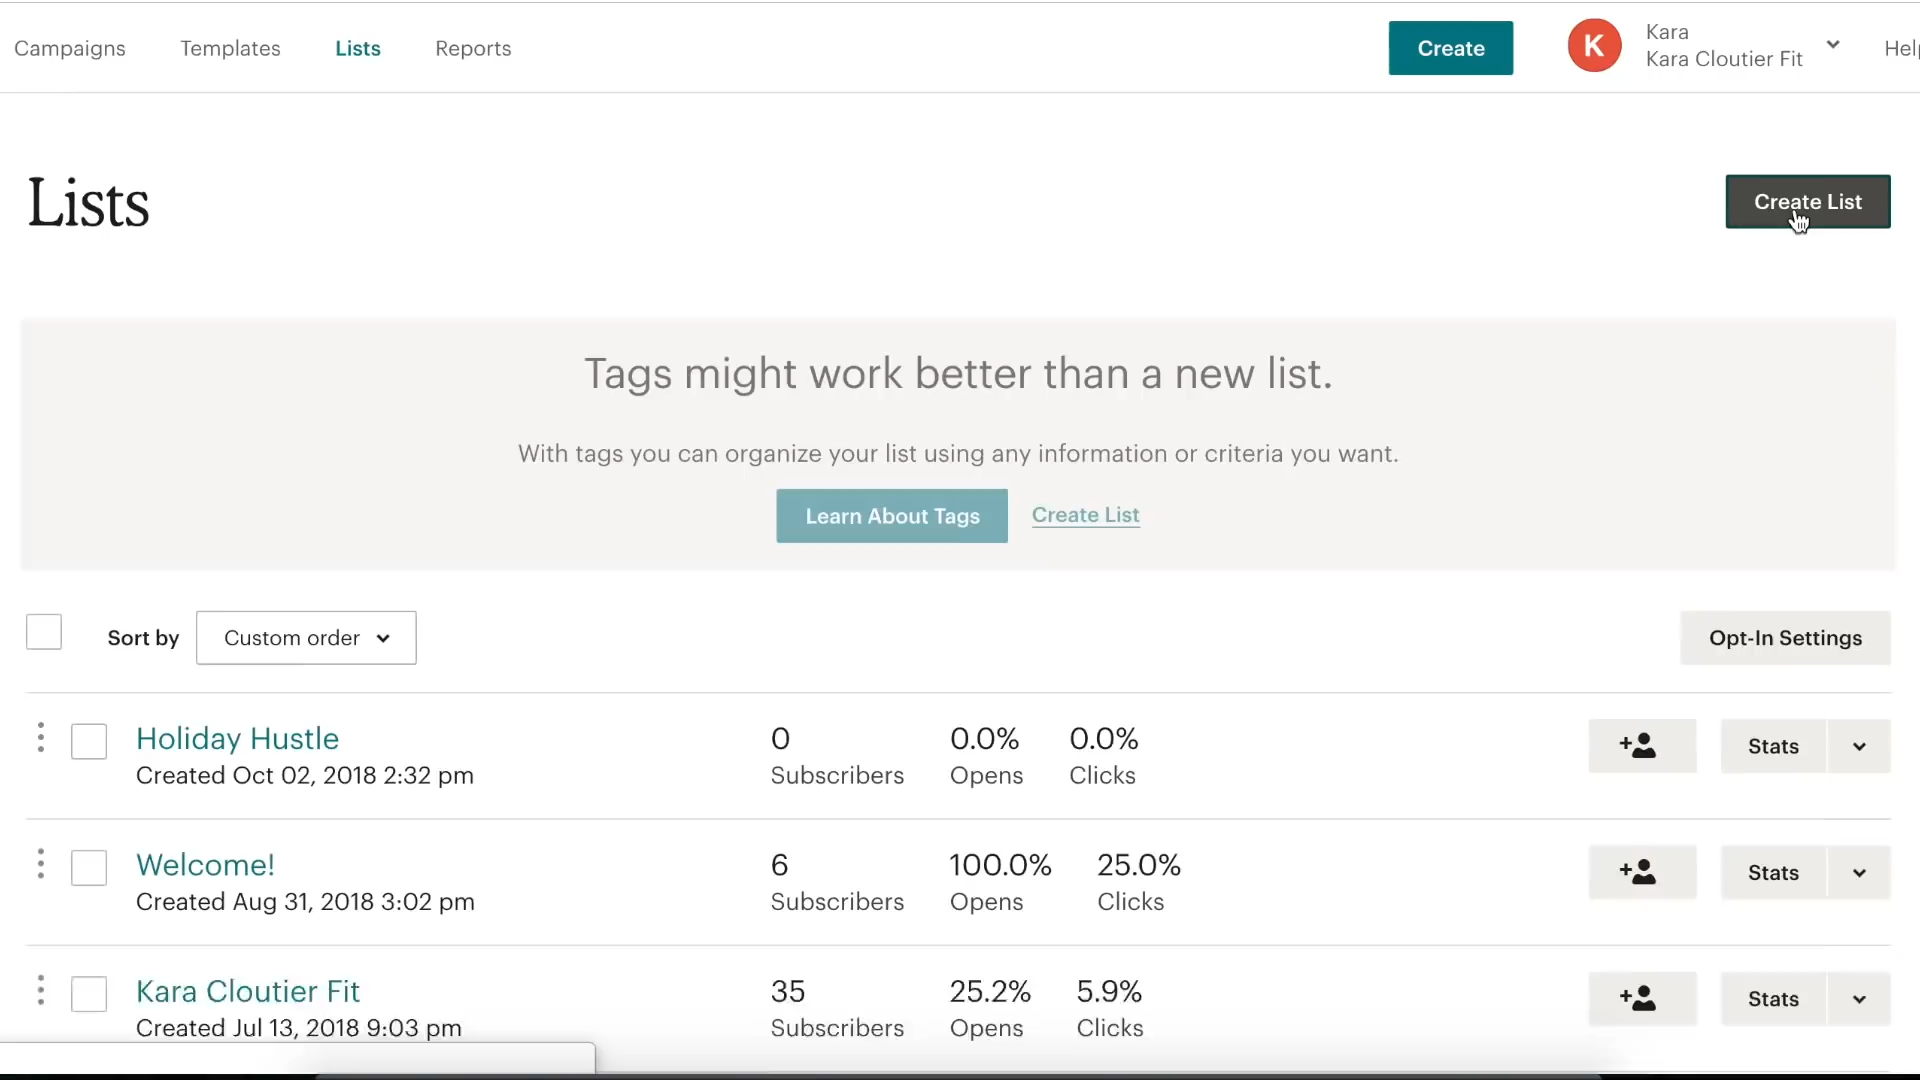 Campaigns Templates Lists Reports Create K Kara
Kara Cloutier Fit
Lists
Create List
Tags might work better than a new list.
With tags you can organize your list using any information or criteria you want.
Learn About Tags Create List
Sort by Custom order Opt-In Settings
Holiday Hustle 0 0.0% 0.0% Stats
Created Oct 02, 2018 2:32 pm Subscribers Opens Clicks
Welcome! 6 100.0% 25.0% Stats
Created Aug 31, 2018 3:02 pm Subscribers Opens Clicks
Kara Cloutier Fit 35 25.2% 5.9% Stats
Created Jul 13, 2018 9:03 pm Subscribers Opens Clicks